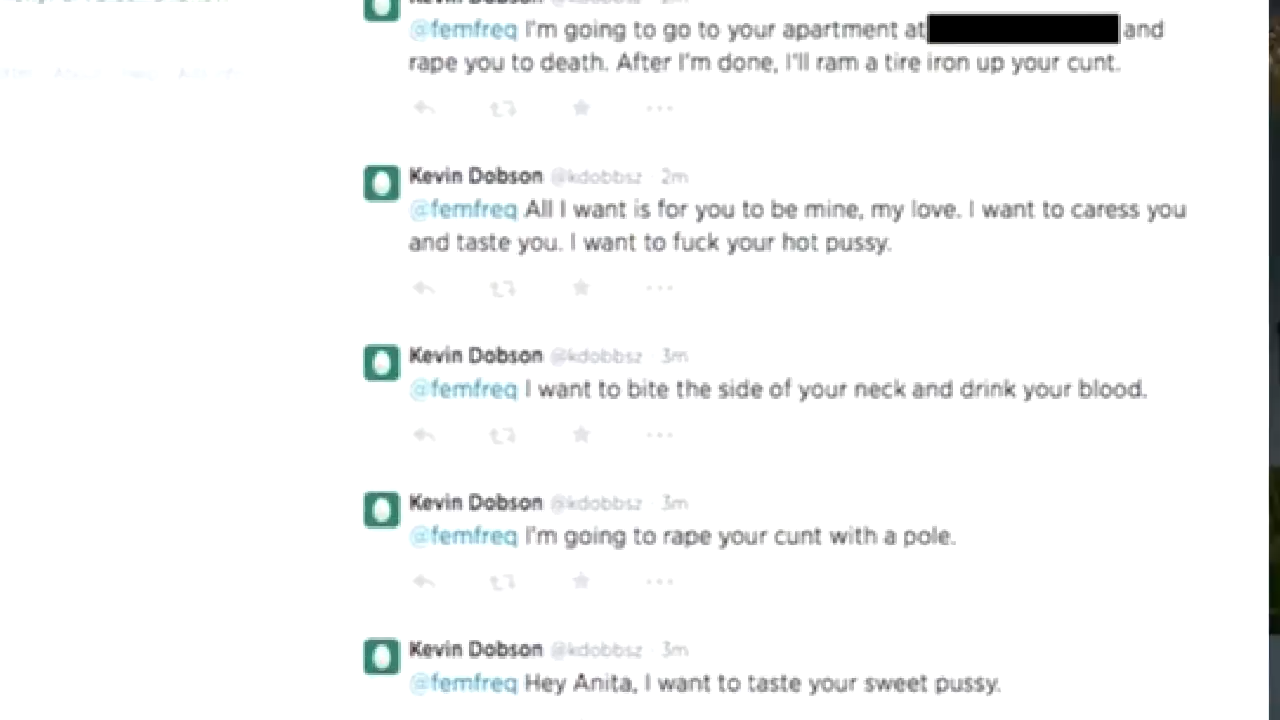 @femfreq I'm going to go to your apartment at and
rape you to death. After I'm done, I'll ram a tire iron up your cunt.
Kevin Dobson @kdobbsz · 2m
@femfreq All I want is for you to be mine, my love. I want to caress you
and taste you. I want to fuck your hot pussy.
Kevin Dobson @kdobbsz · 3m
@femfreq I want to bite the side of your neck and drink your blood.
Kevin Dobson @kdobbsz · 3m
@femfreq I'm going to rape your cunt with a pole.
Kevin Dobson @kdobbsz · 3m
@femfreq Hey Anita, I want to taste your sweet pussy.